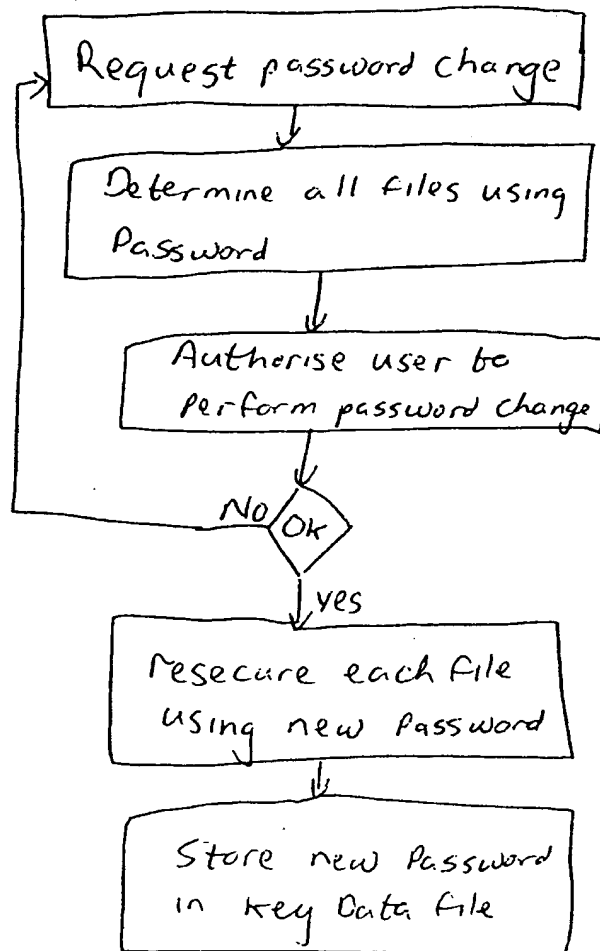 Request password change
Determine all files using
Password
Authorise user to
perform password change
No
OK
yes
resecure each file
using new Password
Store new Password
in Key Data file